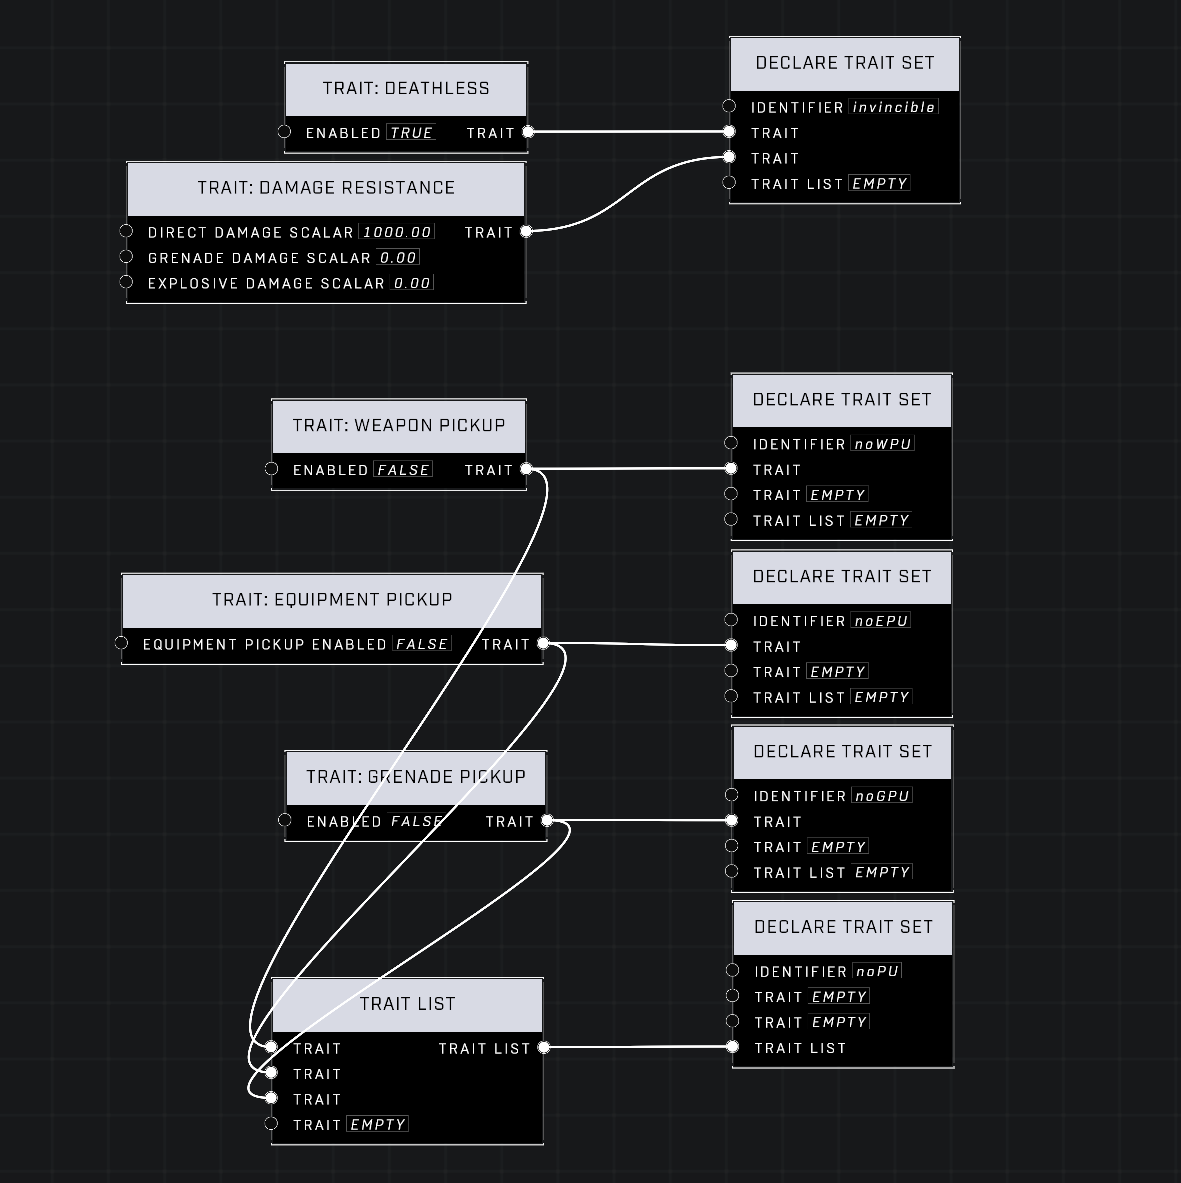 TRAIT: DEATHLESS
ENABLED TRUE TRAIT
TRAIT: DAMAGE RESISTANCE
DIRECT DAMAGE SCALAR 1000.00 TRAIT
GRENADE DAMAGE SCALAR 0.00
EXPLOSIVE DAMAGE SCALAR 0.00
DECLARE TRAIT SET
IDENTIFIER invincible
TRAIT
TRAIT
TRAIT LIST EMPTY
TRAIT: WEAPON PICKUP
ENABLED FALSE TRAIT
DECLARE TRAIT SET
IDENTIFIER noWPU
TRAIT
TRAIT EMPTY
TRAIT LIST EMPTY
TRAIT: EQUIPMENT PICKUP
EQUIPMENT PICKUP ENABLED FALSE TRAIT
DECLARE TRAIT SET
IDENTIFIER noEPU
TRAIT
TRAIT EMPTY
TRAIT LIST EMPTY
TRAIT: GRENADE PICKUP
ENABLED FALSE TRAIT
DECLARE TRAIT SET
IDENTIFIER noGPU
TRAIT
TRAIT EMPTY
TRAIT LIST EMPTY
TRAIT LIST
TRAIT TRAIT LIST
TRAIT
TRAIT
TRAIT EMPTY
DECLARE TRAIT SET
IDENTIFIER noPU
TRAIT EMPTY
TRAIT EMPTY
TRAIT LIST